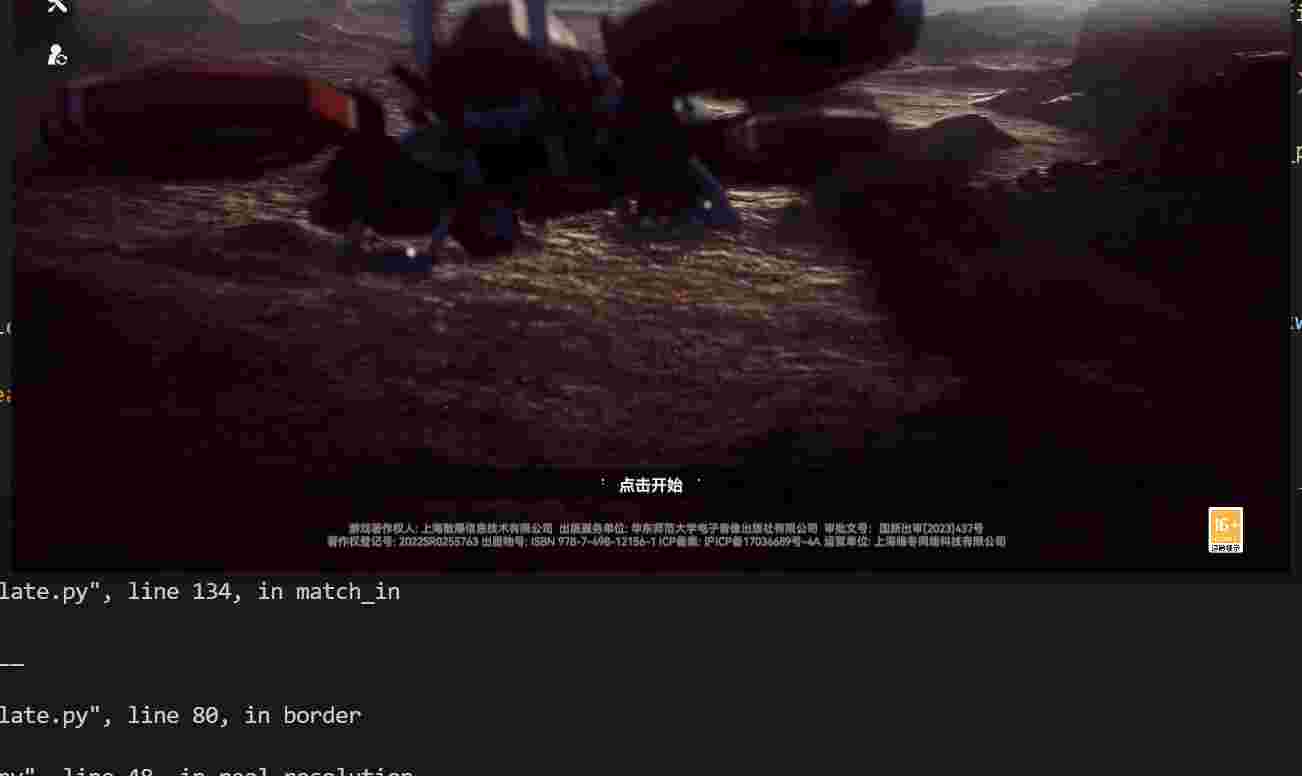 点击开始
游戏著作权人: 上海散爆信息技术有限公司 出版服务单位: 华东师范大学电子音像出版社有限公司 审批文号: 国新出审[2023]437号
著作权登记号: 2022SR0255763 出版物号: ISBN 978-7-498-12156-1 ICP备案: 沪ICP备17036689号-4A 运营单位: 上海暗冬网络科技有限公司
16+
late.py", line 134, in match_in
__
late.py", line 80, in border
py", line 48, in real_resolution